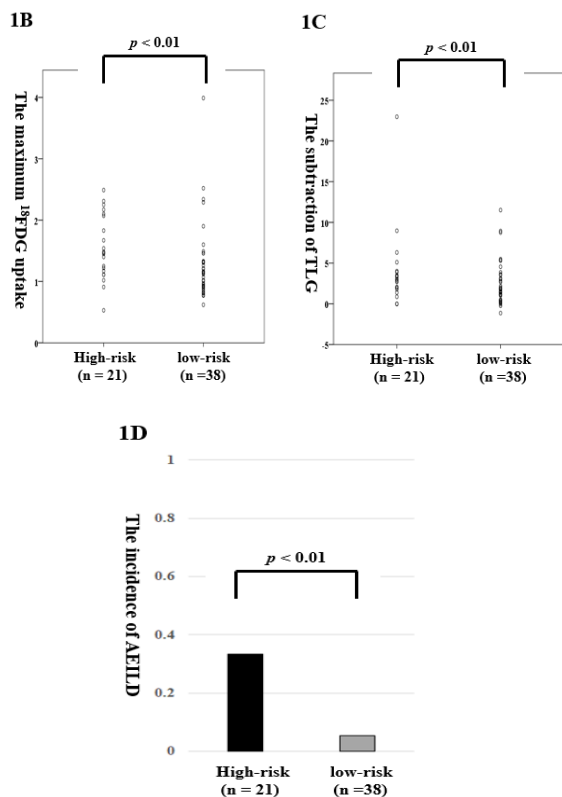 1B
p < 0.01
The maximum ¹⁸FDG uptake
4
3
2
1
0
High-risk
(n = 21)
low-risk
(n =38)
1C
p < 0.01
The subtraction of TLG
25
20
15
10
5
0
-5
High-risk
(n = 21)
low-risk
(n =38)
1D
The incidence of AEILD
1
0.8
0.6
0.4
0.2
0
p < 0.01
High-risk
(n = 21)
low-risk
(n =38)